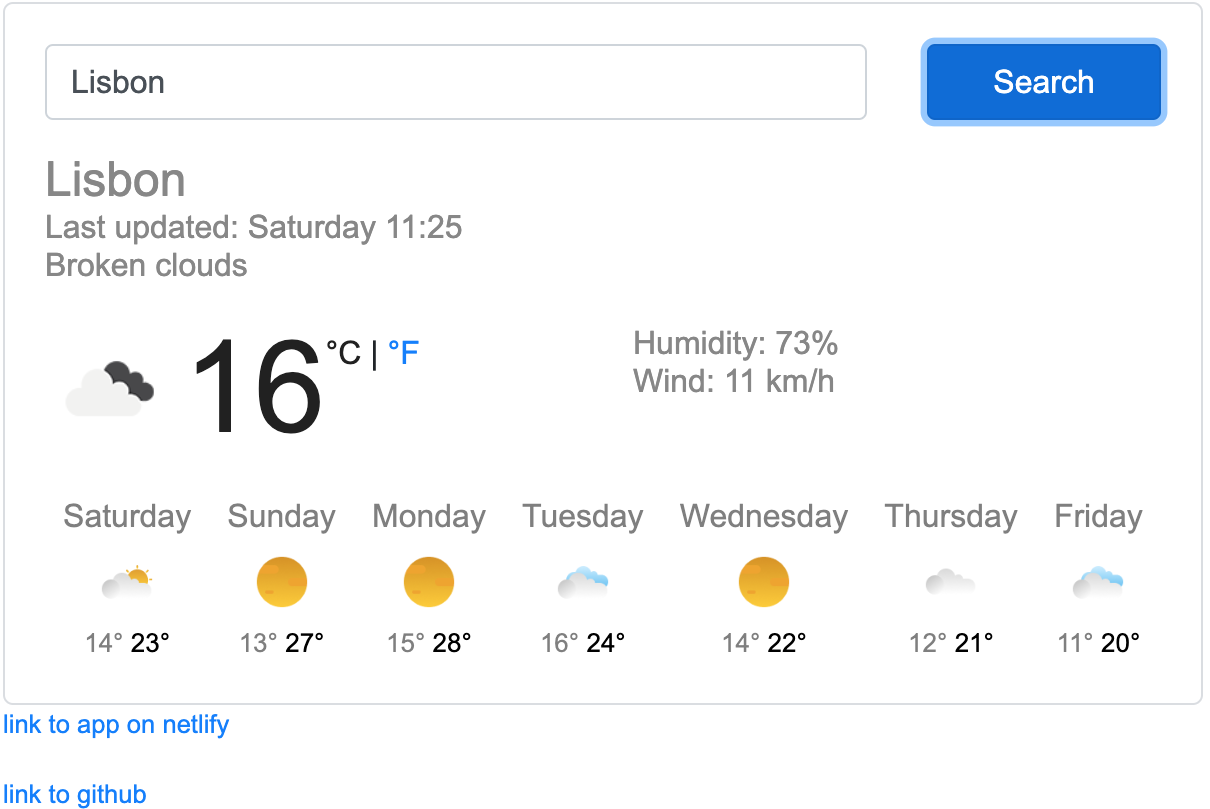 Lisbon
Search
Lisbon
Last updated: Saturday 11:25
Broken clouds
16 °C | °F
Humidity: 73%
Wind: 11 km/h
Saturday Sunday Monday Tuesday Wednesday Thursday Friday
14° 23° 13° 27° 15° 28° 16° 24° 14° 22° 12° 21° 11° 20°
link to app on netlify
link to github